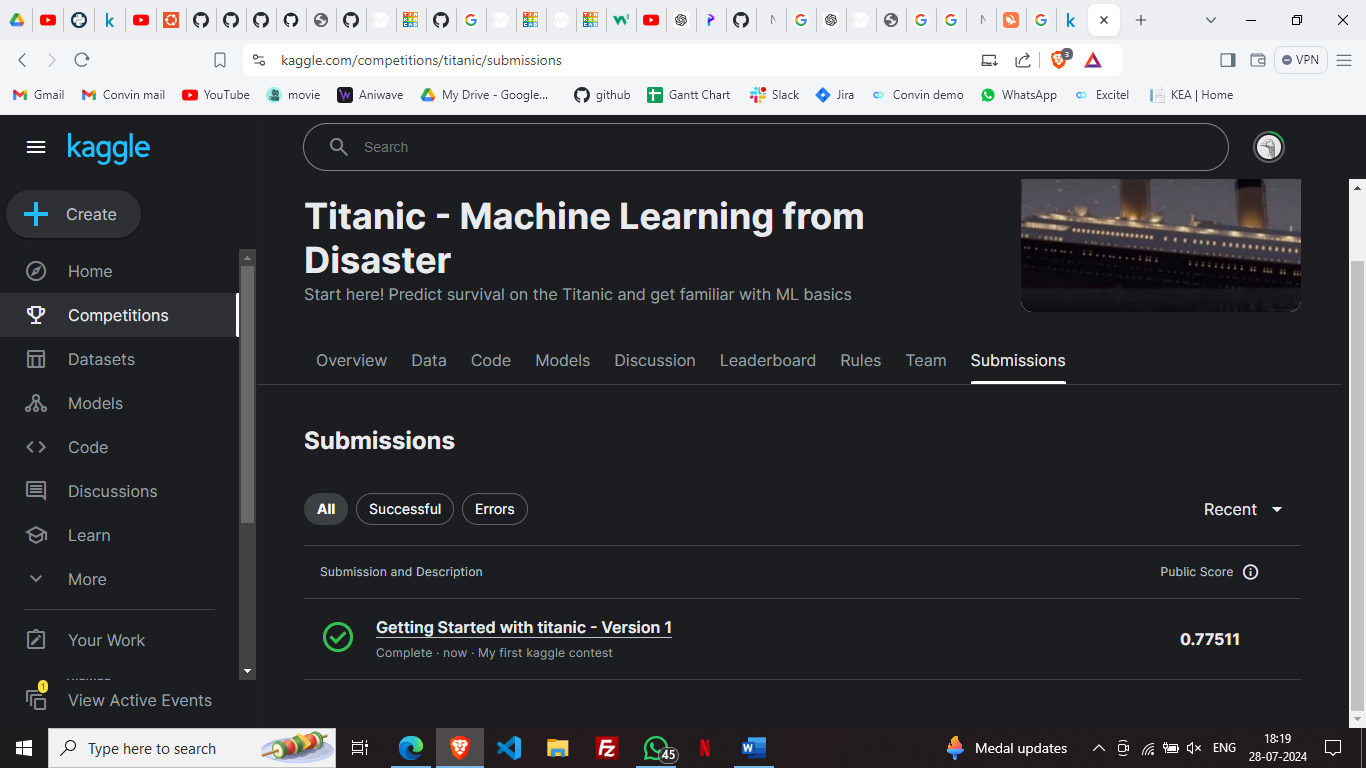 kaggle.com/competitions/titanic/submissions
3
VPN
Gmail
Convin mail
YouTube
movie
Aniwave
My Drive - Google...
github
Gantt Chart
Slack
Jira
Convin demo
WhatsApp
Excitel
KEA | Home
kaggle
Search
Create
Titanic - Machine Learning from
Disaster
Start here! Predict survival on the Titanic and get familiar with ML basics
Home
Competitions
Datasets
Models
Code
Discussions
Learn
More
Your Work
1
View Active Events
Overview
Data
Code
Models
Discussion
Leaderboard
Rules
Team
Submissions
Submissions
All
Successful
Errors
Recent
Submission and Description
Public Score
Getting Started with titanic - Version 1
Complete · now · My first kaggle contest
0.77511
Type here to search
45
Medal updates
ENG
18:19
28-07-2024